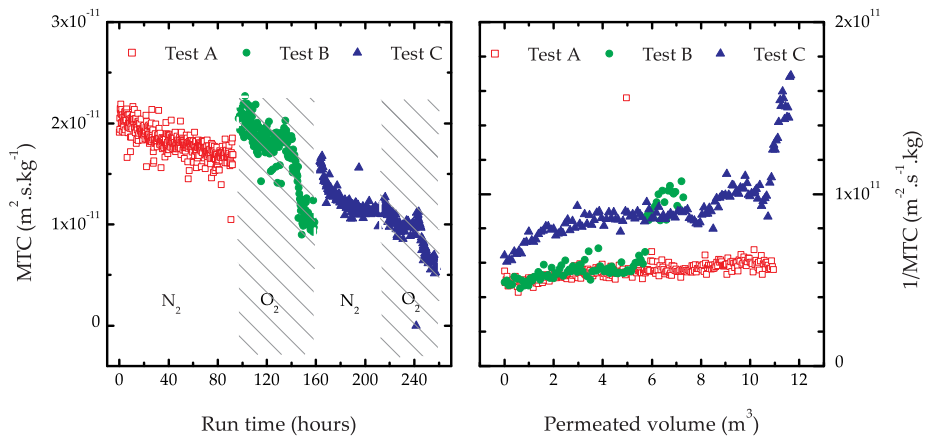 3x10⁻¹¹
2x10⁻¹¹
1x10⁻¹¹
0
MTC (m².s.kg⁻¹)
Test A Test B Test C
N₂ O₂ N₂ O₂
0 40 80 120 160 200 240
Run time (hours)
Test A Test B Test C
0 2 4 6 8 10 12
Permeated volume (m³)
2x10¹¹
1x10¹¹
0
1/MTC (m⁻².s⁻¹.kg)